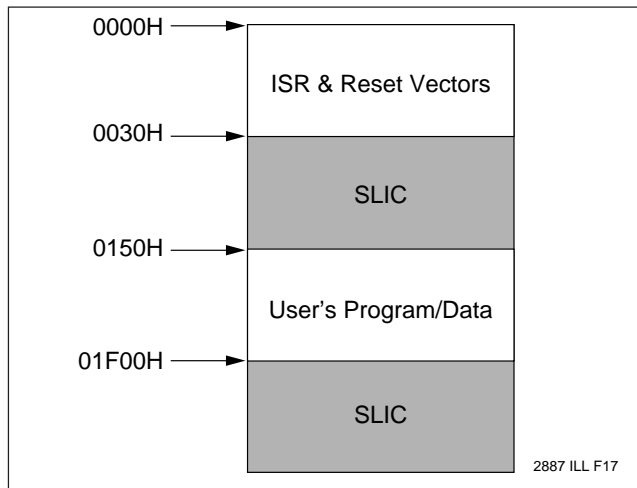 0000H
ISR & Reset Vectors
0030H
SLIC
0150H
User’s Program/Data
01F00H
SLIC
2887 ILL F17